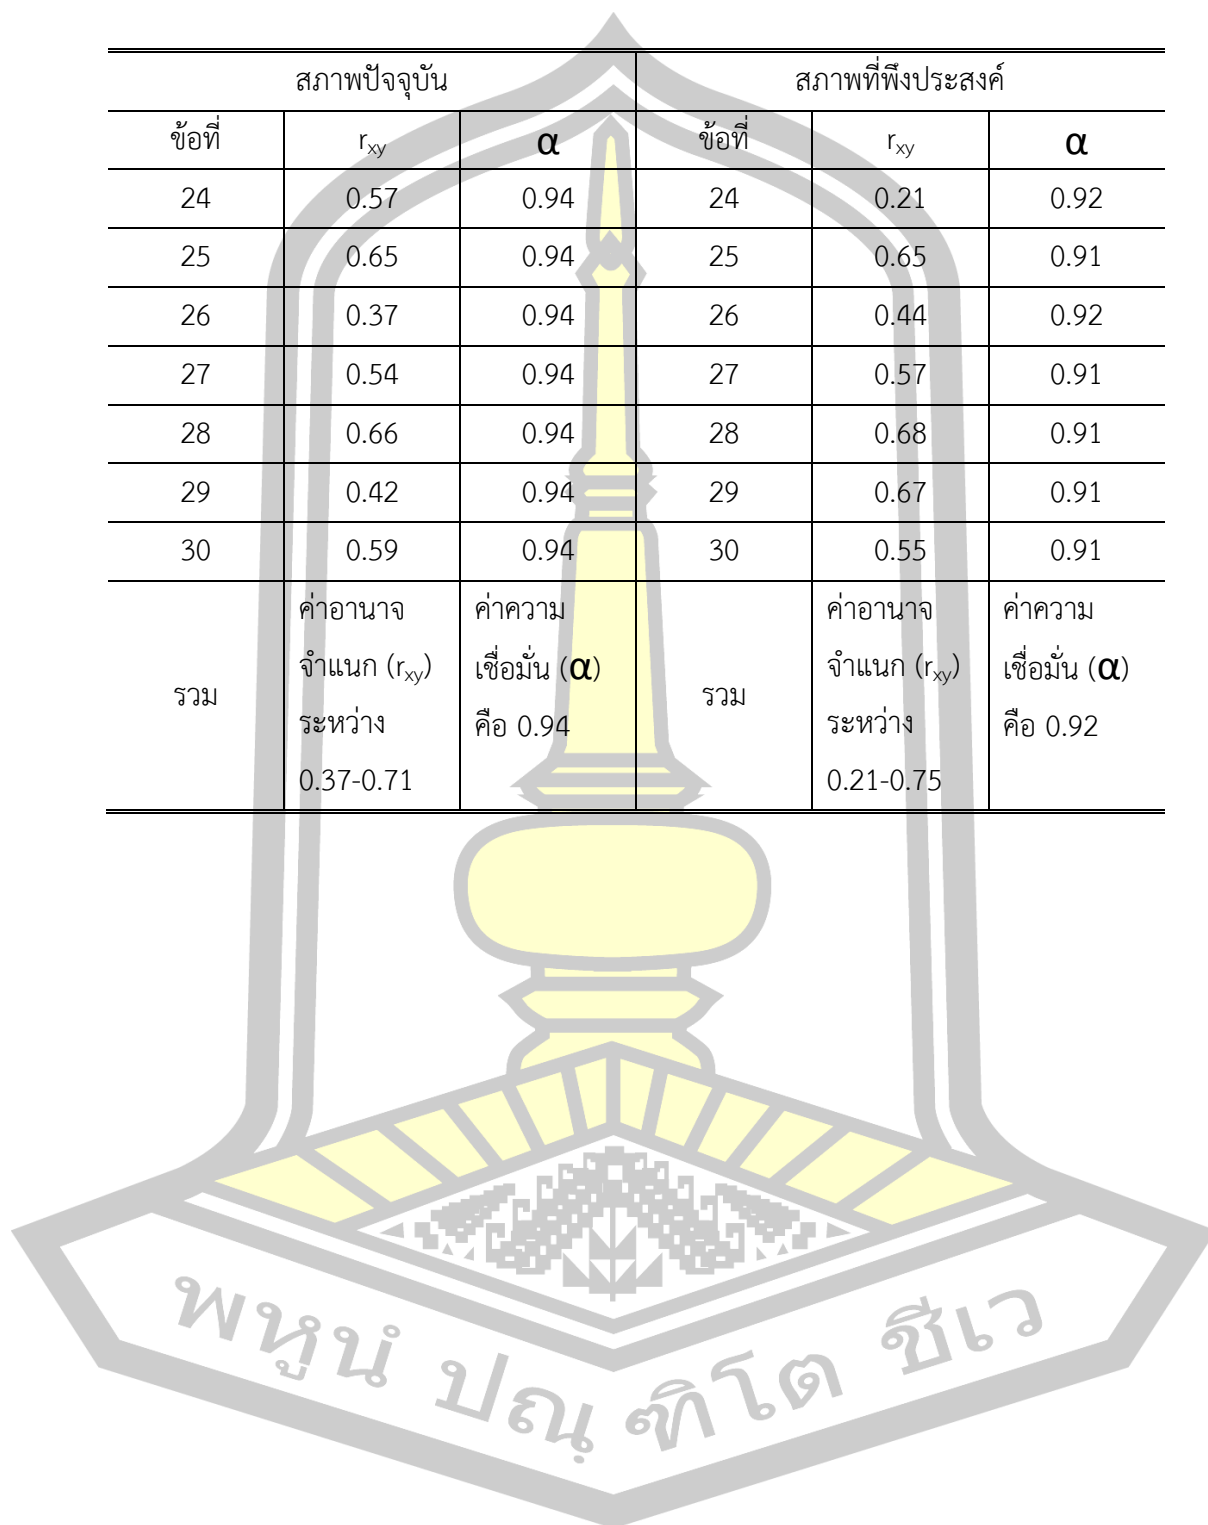 สภาพปัจจุบัน สภาพที่พึงประสงค์
ข้อที่ rxy α ข้อที่ rxy α
24 0.57 0.94 24 0.21 0.92
25 0.65 0.94 25 0.65 0.91
26 0.37 0.94 26 0.44 0.92
27 0.54 0.94 27 0.57 0.91
28 0.66 0.94 28 0.68 0.91
29 0.42 0.94 29 0.67 0.91
30 0.59 0.94 30 0.55 0.91
รวม
ค่าอานาจ
จำแนก (rxy)
ระหว่าง
0.37-0.71
ค่าความ
เชื่อมั่น (α)
คือ 0.94
รวม
ค่าอานาจ
จำแนก (rxy)
ระหว่าง
0.21-0.75
ค่าความ
เชื่อมั่น (α)
คือ 0.92
พหูนํ ปณฺ ฑิโต ชีเว